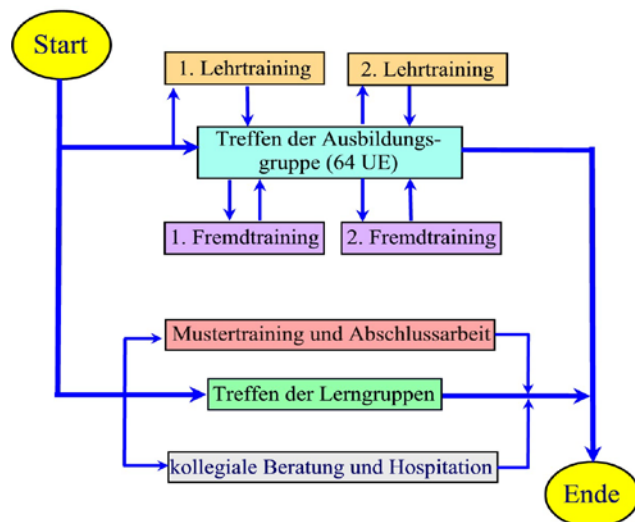 Start
1. Lehrtraining
2. Lehrtraining
Treffen der Ausbildungs-
gruppe (64 UE)
1. Fremdtraining
2. Fremdtraining
Mustertraining und Abschlussarbeit
Treffen der Lerngruppen
kollegiale Beratung und Hospitation
Ende